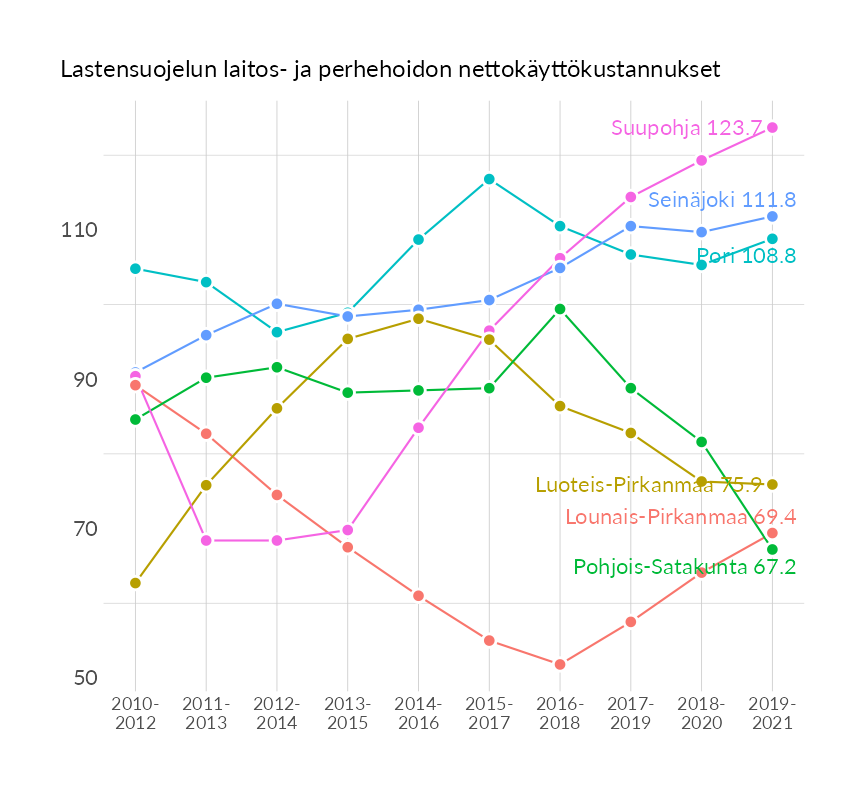 Lastensuojelun laitos- ja perhehoidon nettokäyttökustannukset
Suupohja 123.7
Seinäjoki 111.8
110
Pori 108.8
90
Luoteis-Pirkanmaa 75.9
Lounais-Pirkanmaa 69.4
70
Pohjois-Satakunta 67.2
50
2010- 2011- 2012- 2013- 2014- 2015- 2016- 2017- 2018- 2019-
2012 2013 2014 2015 2016 2017 2018 2019 2020 2021